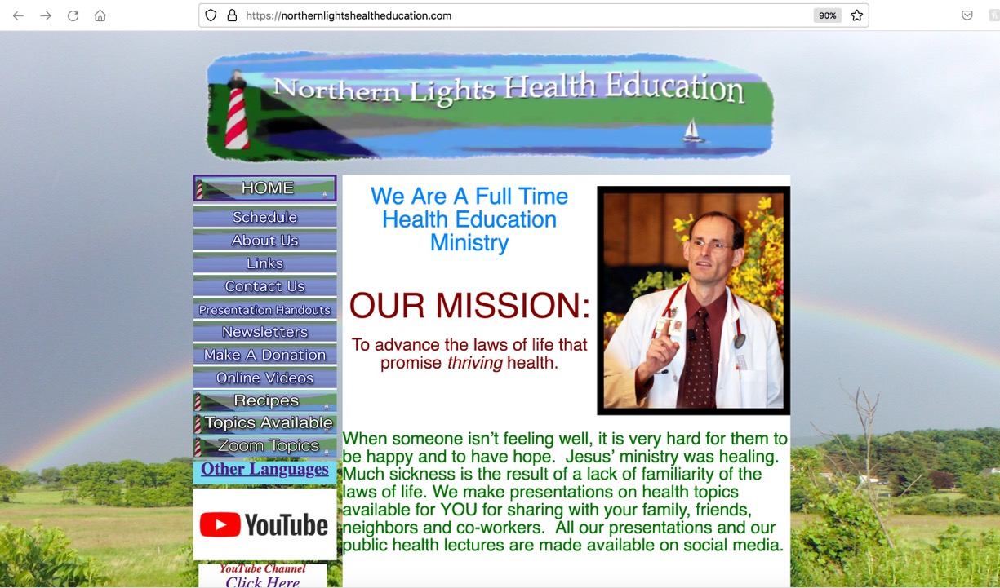 https://northernlightshealtheducation.com
90%
Northern Lights Health Education
HOME
Schedule
About Us
Links
Contact Us
Presentation Handouts
Newsletters
Make A Donation
Online Videos
Recipes
Topics Available
Zoom Topics
Other Languages
YouTube
YouTube Channel
Click Here
We Are A Full Time
Health Education
Ministry
OUR MISSION:
To advance the laws of life that
promise thriving health.
When someone isn’t feeling well, it is very hard for them to
be happy and to have hope.  Jesus’ ministry was healing.
Much sickness is the result of a lack of familiarity of the
laws of life. We make presentations on health topics
available for YOU for sharing with your family, friends,
neighbors and co-workers.  All our presentations and our
public health lectures are made available on social media.